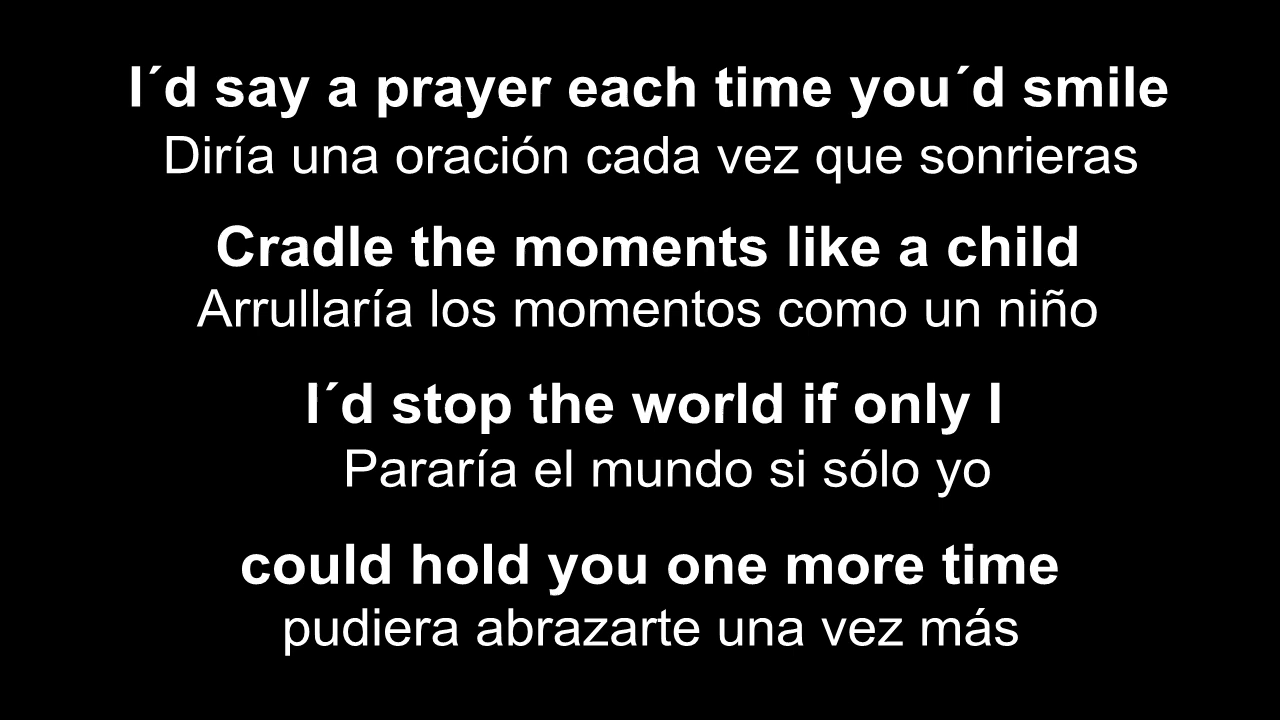 I´d say a prayer each time you´d smile
Diría una oración cada vez que sonrieras
Cradle the moments like a child
Arrullaría los momentos como un niño
I´d stop the world if only I
Pararía el mundo si sólo yo
could hold you one more time
pudiera abrazarte una vez más